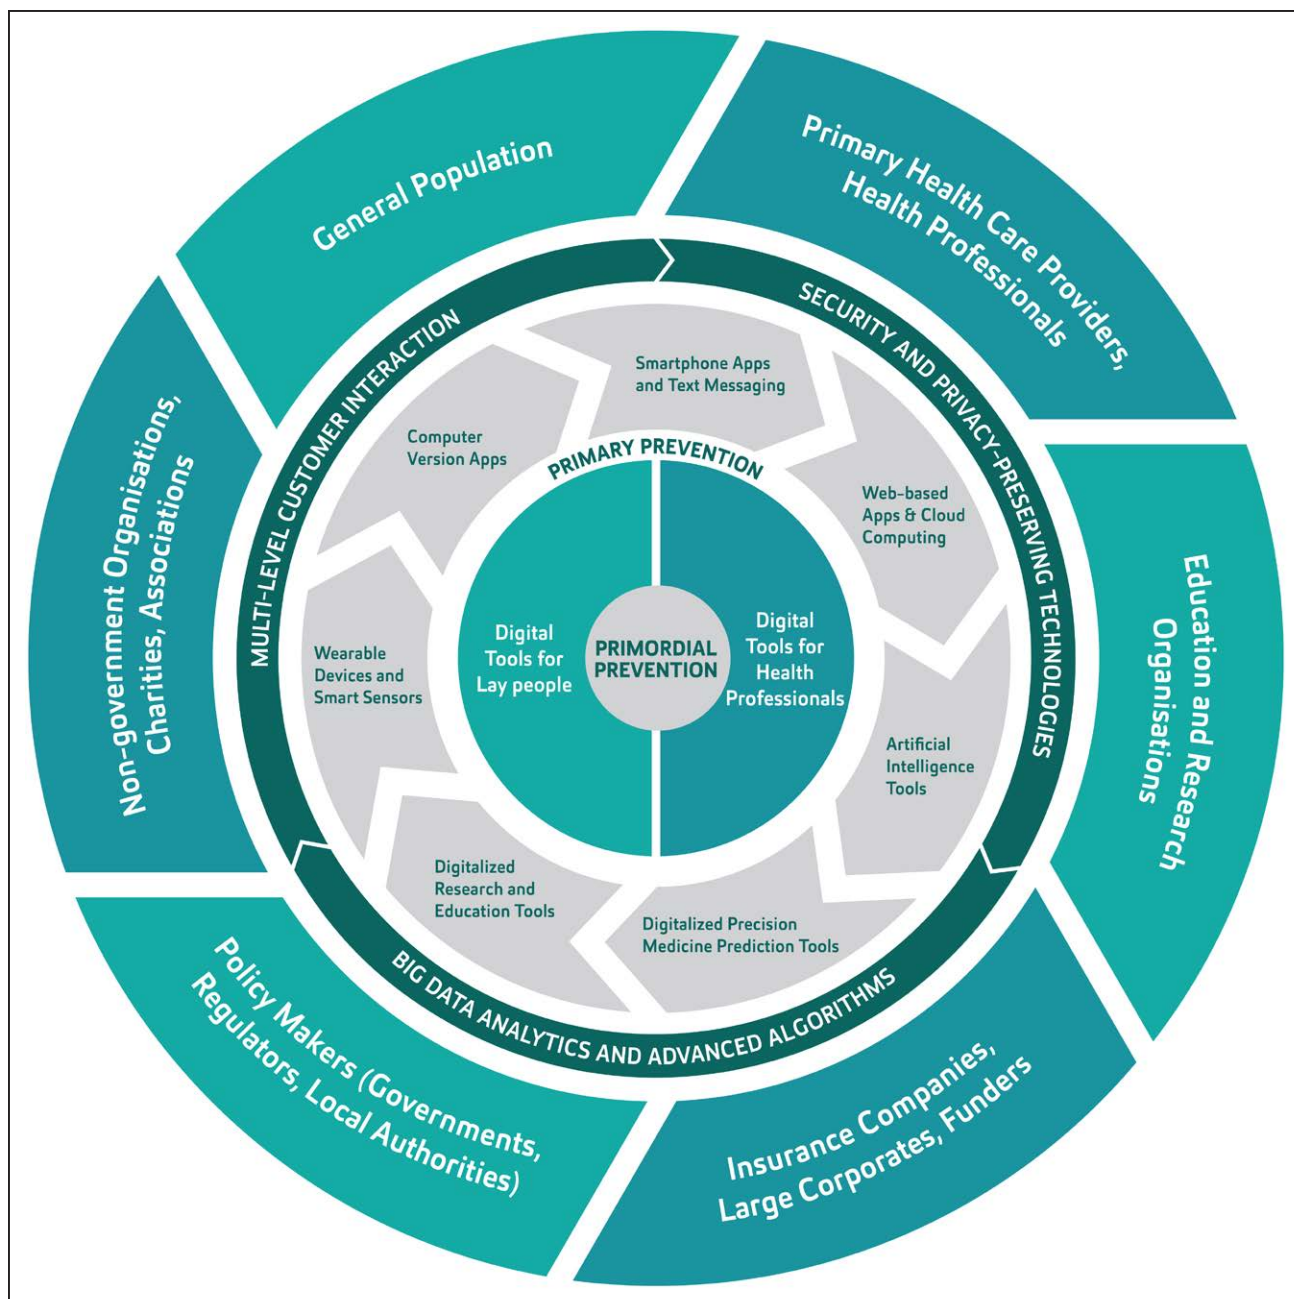 General Population
Primary Health Care Providers,
Health Professionals
Education and Research
Organisations
Insurance Companies,
Large Corporates, Funders
Policy Makers (Governments,
Regulators, Local Authorities)
Non-government Organisations,
Charities, Associations
MULTI-LEVEL CUSTOMER INTERACTION
SECURITY AND PRIVACY-PRESERVING TECHNOLOGIES
BIG DATA ANALYTICS AND ADVANCED ALGORITHMS
Smartphone Apps
and Text Messaging
Web-based
Apps & Cloud
Computing
Artificial
Intelligence
Tools
Digitalized Precision
Medicine Prediction Tools
Digitalized
Research and
Education Tools
Wearable
Devices and
Smart Sensors
Computer
Version Apps
PRIMARY PREVENTION
Digital
Tools for
Lay people
PRIMORDIAL
PREVENTION
Digital
Tools for
Health
Professionals